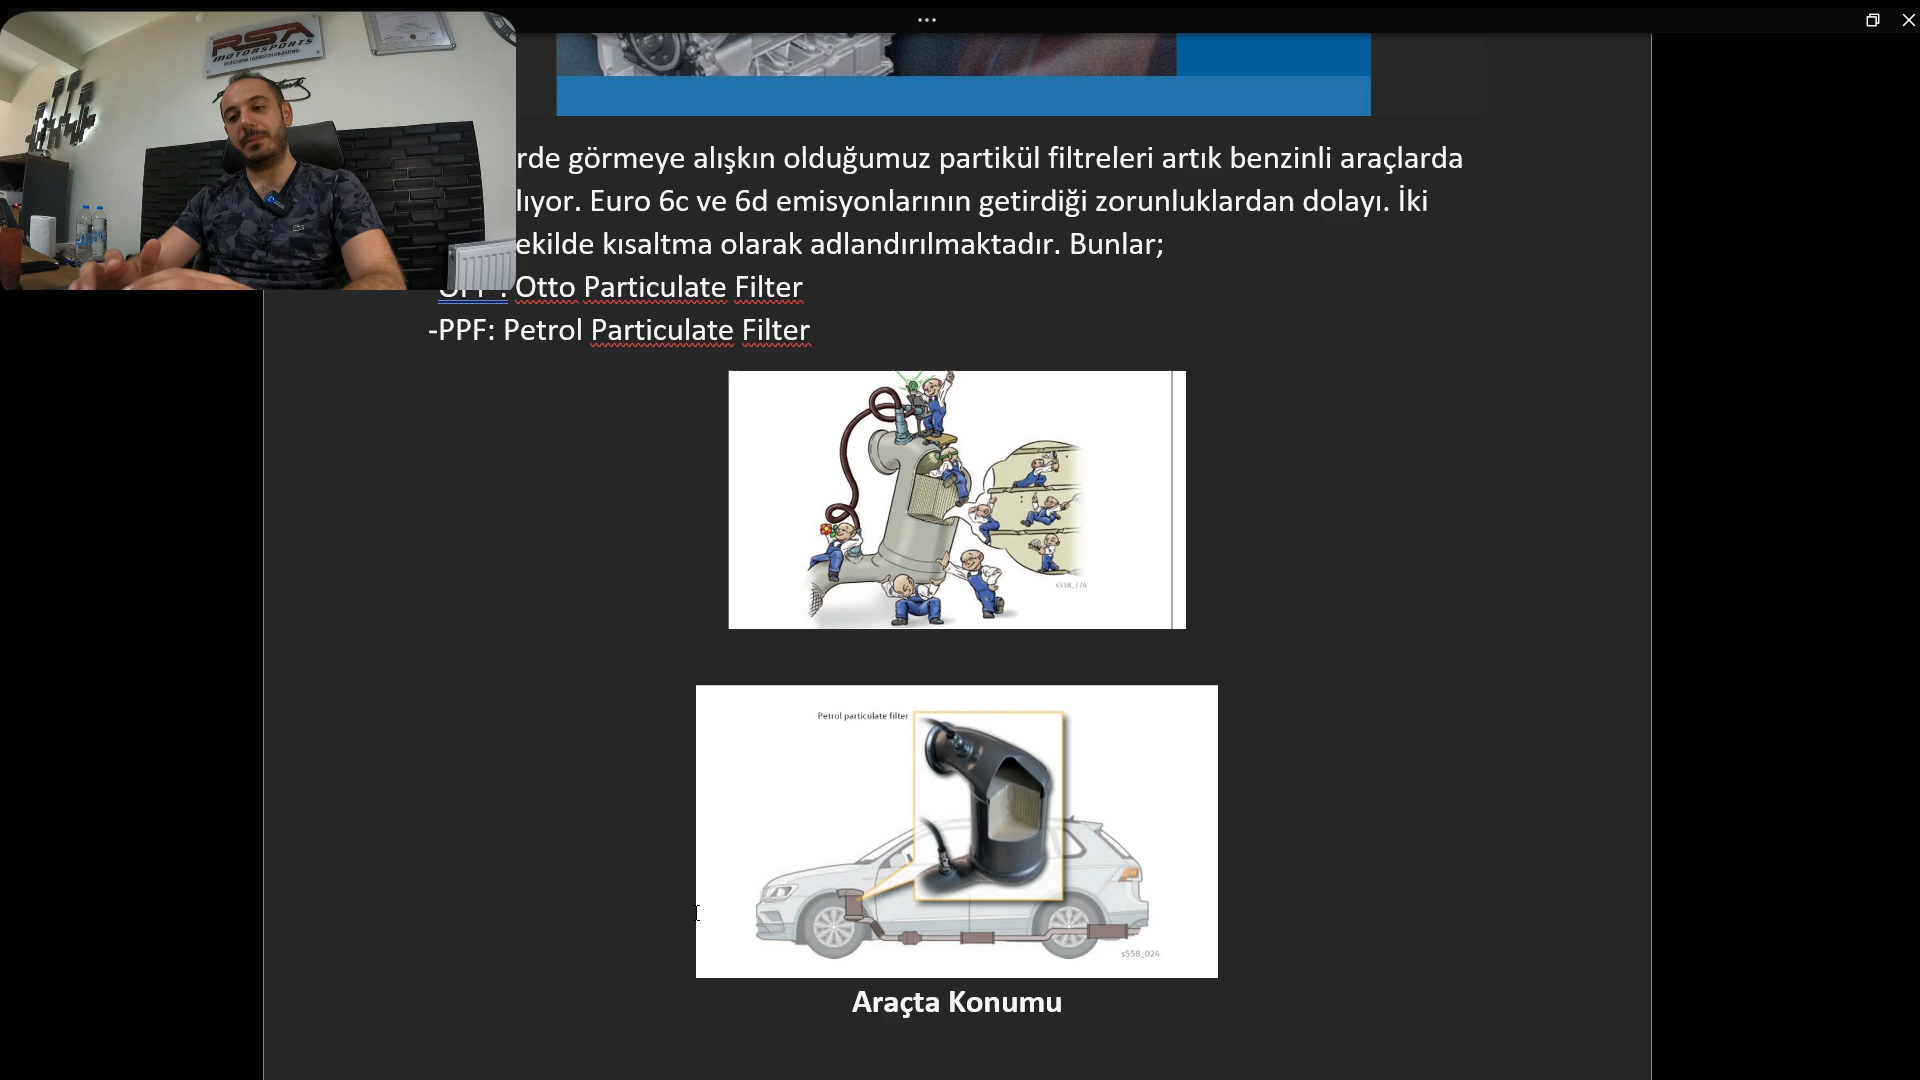 RSA
MOTORSPORTS
rde görmeye alışkın olduğumuz partikül filtreleri artık benzinli araçlarda
lıyor. Euro 6c ve 6d emisyonlarının getirdiği zorunluklardan dolayı. İki
ekilde kısaltma olarak adlandırılmaktadır. Bunlar;
Otto Particulate Filter
-PPF: Petrol Particulate Filter
s558_776
Petrol particulate filter
s558_024
Araçta Konumu